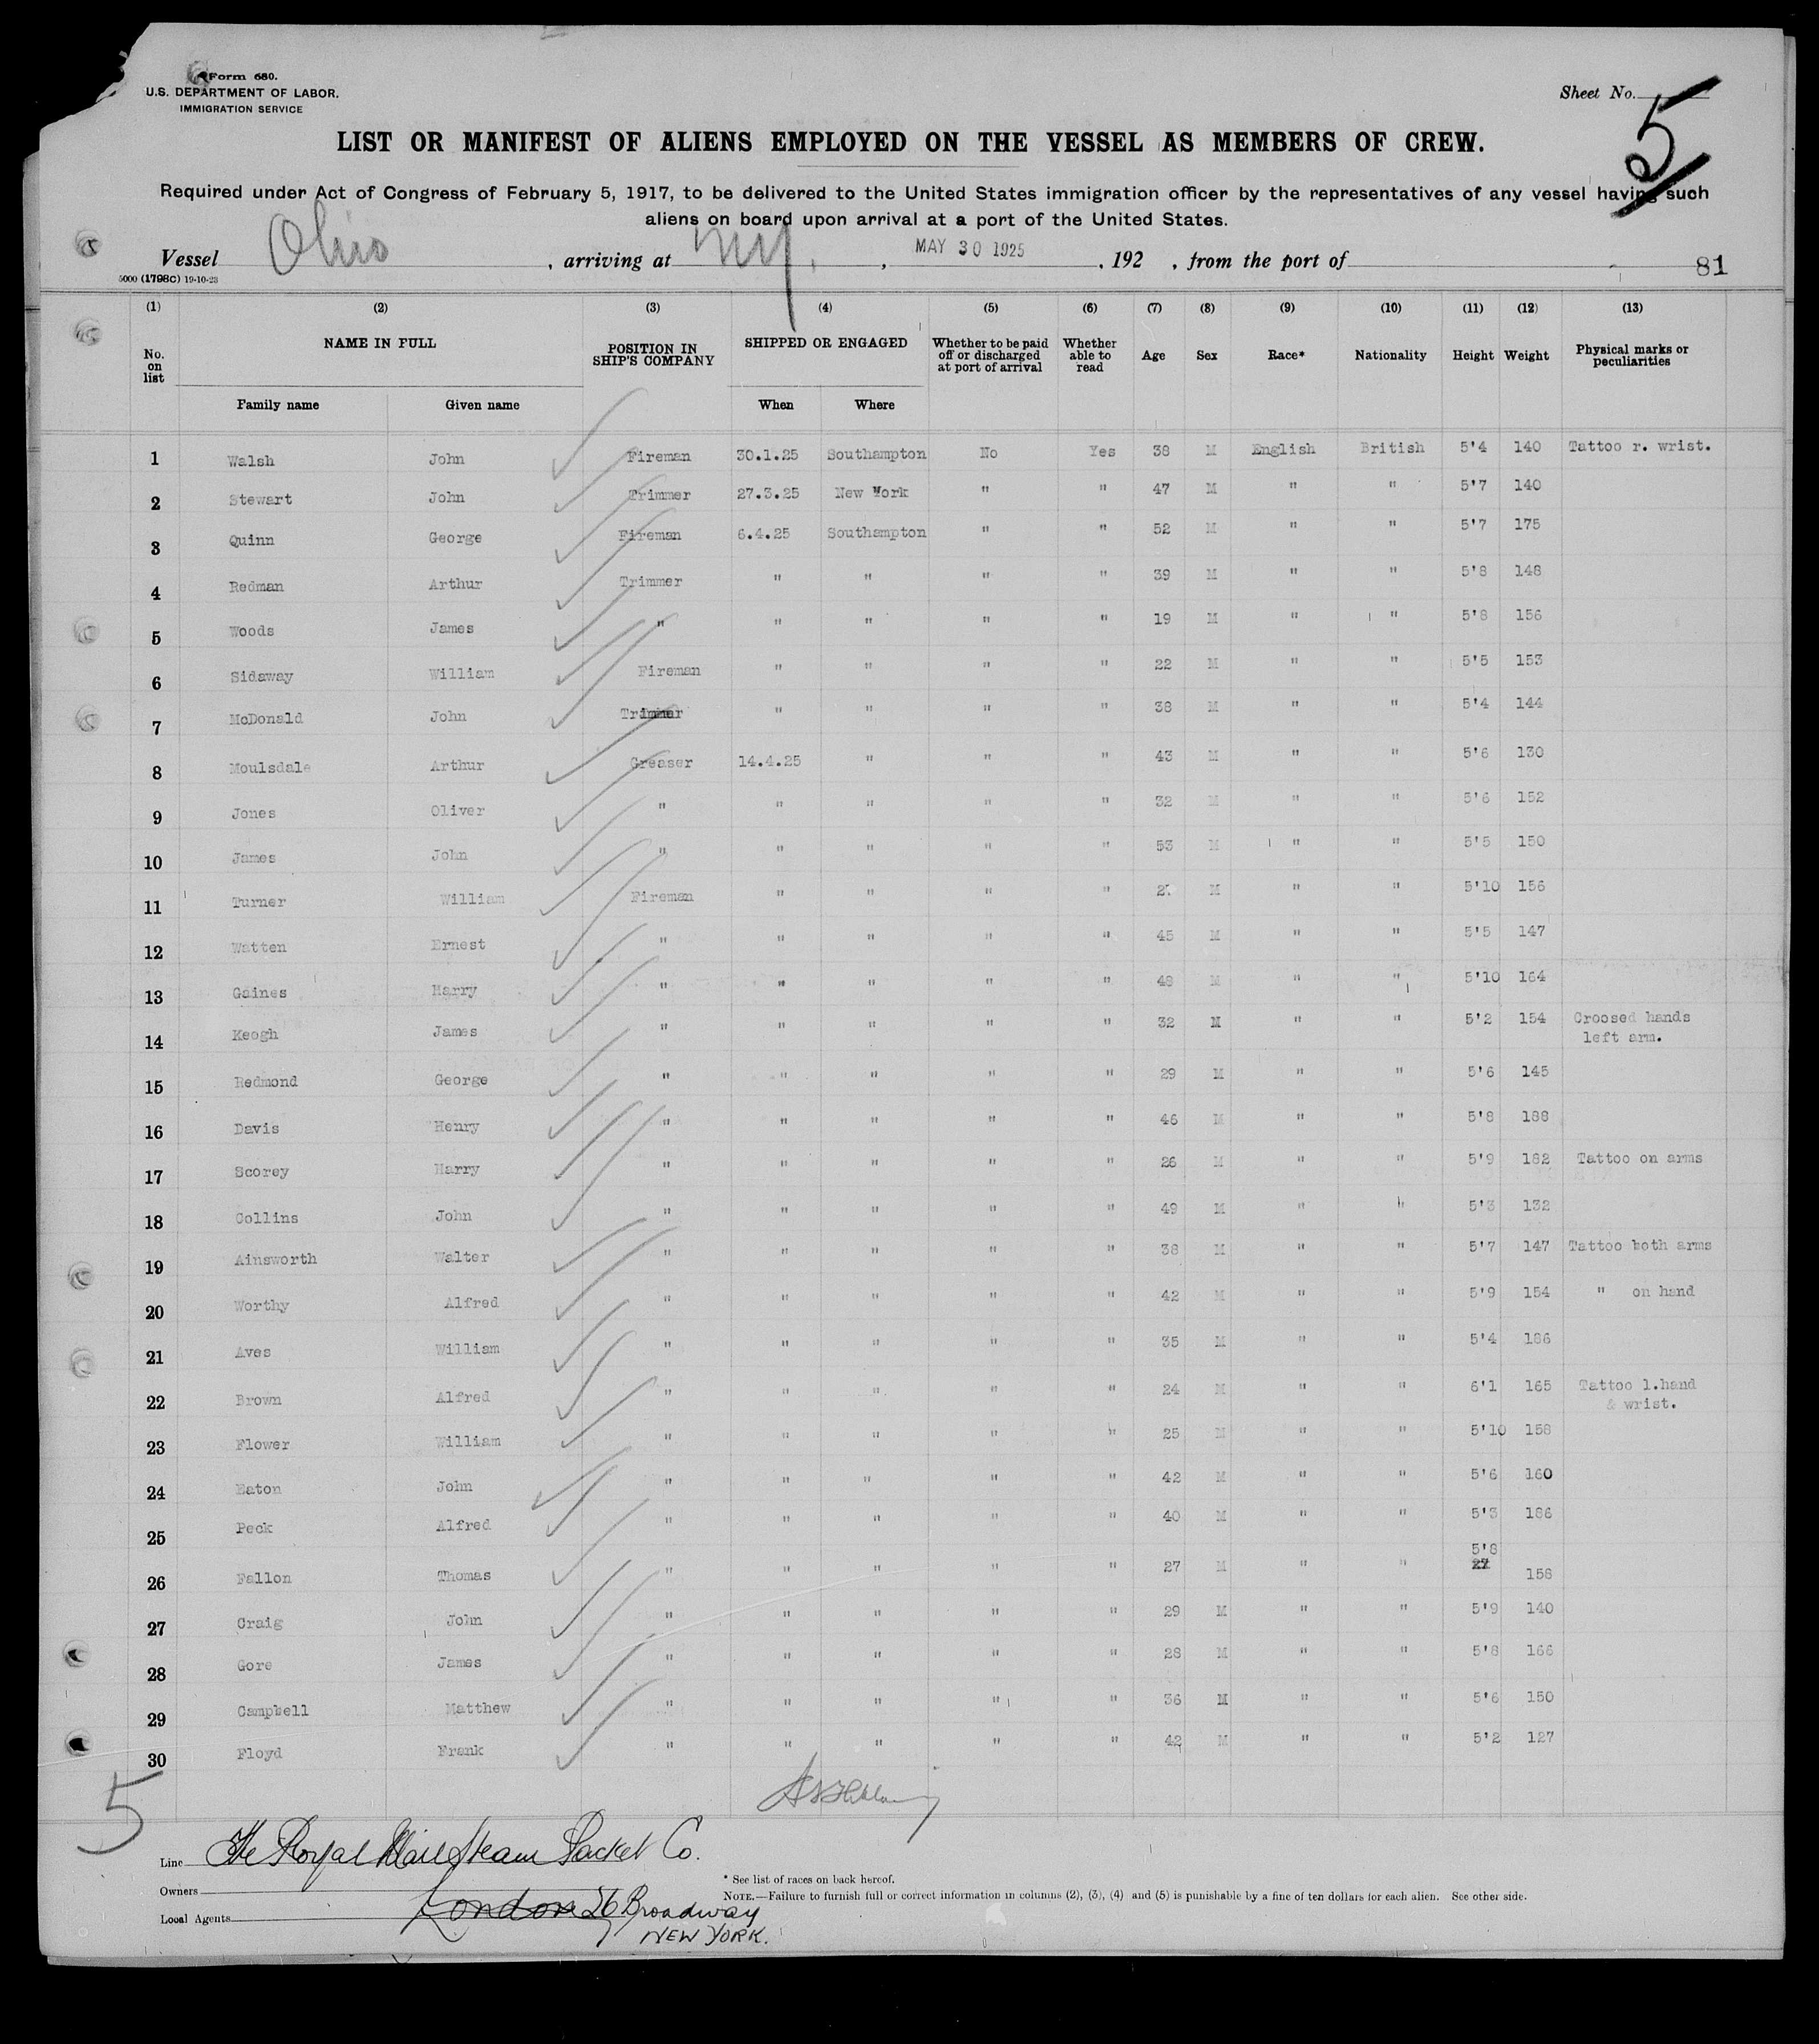 Form 680.
U.S. DEPARTMENT OF LABOR.
IMMIGRATION SERVICE
Sheet No. 5
LIST OR MANIFEST OF ALIENS EMPLOYED ON THE VESSEL AS MEMBERS OF CREW.
Required under Act of Congress of February 5, 1917, to be delivered to the United States immigration officer by the representatives of any vessel having such
aliens on board upon arrival at a port of the United States.
Vessel Ohio, arriving at NY, MAY 30 1925, 192 , from the port of 81
5000 (1798C) 19-10-23
(1) (2) (3) (4) (5) (6) (7) (8) (9) (10) (11) (12) (13)
No. on list NAME IN FULL POSITION IN SHIP'S COMPANY SHIPPED OR ENGAGED Whether to be paid off or discharged at port of arrival Whether able to read Age Sex Race* Nationality Height Weight Physical marks or peculiarities
Family name Given name When Where
1 Walsh John Fireman 30.1.25 Southampton No Yes 38 M English British 5'4 140 Tattoo r. wrist.
2 Stewart John Trimmer 27.3.25 New York " " 47 M " " 5'7 140
3 Quinn George Fireman 6.4.25 Southampton " " 52 M " " 5'7 175
4 Redman Arthur Trimmer " " " " 39 M " " 5'8 148
5 Woods James " " " " " 19 M " " 5'8 156
6 Sidaway William Fireman " " " " 22 M " " 5'5 153
7 McDonald John Trimmer " " " " 38 M " " 5'4 144
8 Moulsdale Arthur Greaser 14.4.25 " " " 43 M " " 5'6 130
9 Jones Oliver " " " " " 32 M " " 5'6 152
10 James John " " " " " 53 M " " 5'5 150
11 Turner William Fireman " " " " M " " 5'10 156
12 Watten Ernest " " " " " 45 M " " 5'5 147
13 Gaines Harry " " " " " 48 M " " 5'10 164
14 Keogh James " " " " " 32 M " " 5'2 154 Croosed hands
left arm.
15 Redmond George " " " " " 29 M " " 5'6 145
16 Davis Henry " " " " " 46 M " " 5'8 188
17 Scorey Harry " " " " " 26 M " " 5'9 182 Tattoo on arms
18 Collins John " " " " " 49 M " " 5'3 132
19 Ainsworth Walter " " " " " 38 M " " 5'7 147 Tattoo both arms
20 Worthy Alfred " " " " " 42 M " " 5'9 154 " on hand
21 Aves William " " " " " 35 M " " 5'4 186
22 Brown Alfred " " " " " 24 M " " 6'1 165 Tattoo l.hand
& wrist.
23 Flower William " " " " " 25 M " " 5'10 158
24 Eaton John " " " " " 42 M " " 5'6 160
25 Peck Alfred " " " " " 40 M " " 5'3 186
26 Fallon Thomas " " " " " 27 M " " 5'8 27 158
27 Craig John " " " " " 29 M " " 5'9 140
28 Gore James " " " " " 28 M " " 5'8 166
29 Campbell Matthew " " " " " 36 M " " 5'6 150
30 Floyd Frank " " " " " 42 M " " 5'2 127
5
Line The Royal Mail Steam Packet Co.
* See list of races on back hereof.
Owners
NOTE.—Failure to furnish full or correct information in columns (2), (3), (4) and (5) is punishable by a fine of ten dollars for each alien. See other side.
Local Agents London 26 Broadway
NEW YORK.